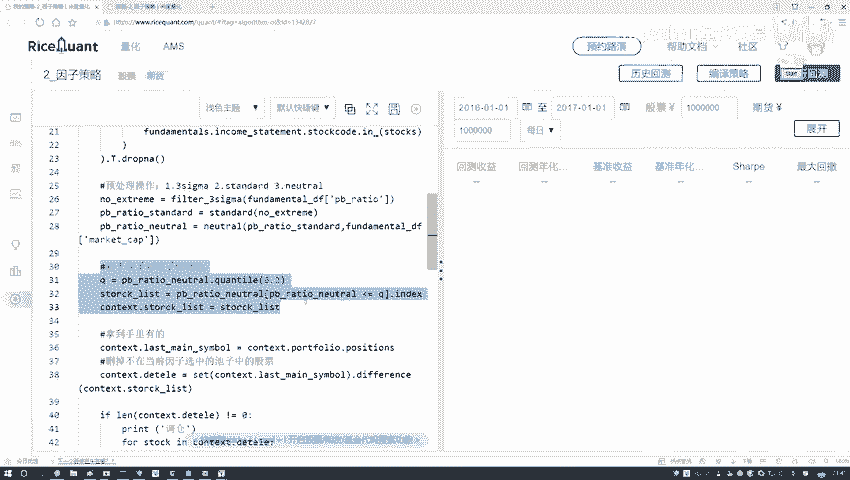 https://www.ricequant.com/quant/
RiceQuant 量化 AMS 预约路演 帮助文档 社区
2_因子策略 股票 期货 历史回测 编译策略
浅色主题 默认快捷键
2016-01-01 至 2017-01-01 股票¥ 1000000 期货¥
1000000 每日 展开
回测收益 回测年化... 基准收益 基准年化... Sharpe 最大回撤
21 fundamentals.income_statement.stockcode.in_(stocks)
22 }
23 ).T.dropna()
24
25 #预处理操作：1.3sigma 2.standard 3.neutral
26 no_extreme = filter_3sigma(fundamental_df['pb_ratio'])
27 pb_ratio_standard = standard(no_extreme)
28 pb_ratio_neutral = neutral(pb_ratio_standard,fundamental_df
['market_cap'])
29
30 #
31 q = pb_ratio_neutral.quantile(0.2)
32 storck_list = pb_ratio_neutral[pb_ratio_neutral <= q].index
33 context.storck_list = storck_list
34
35 #拿到手里有的
36 context.last_main_symbol = context.portfolio.positions
37 #删掉不在当前因子选中的池子中的股票
38 context.detele = set(context.last_main_symbol).difference
(context.storck_list)
39
40 if len(context.detele) != 0:
41 print ('调仓')
42 for stock in context.detele: